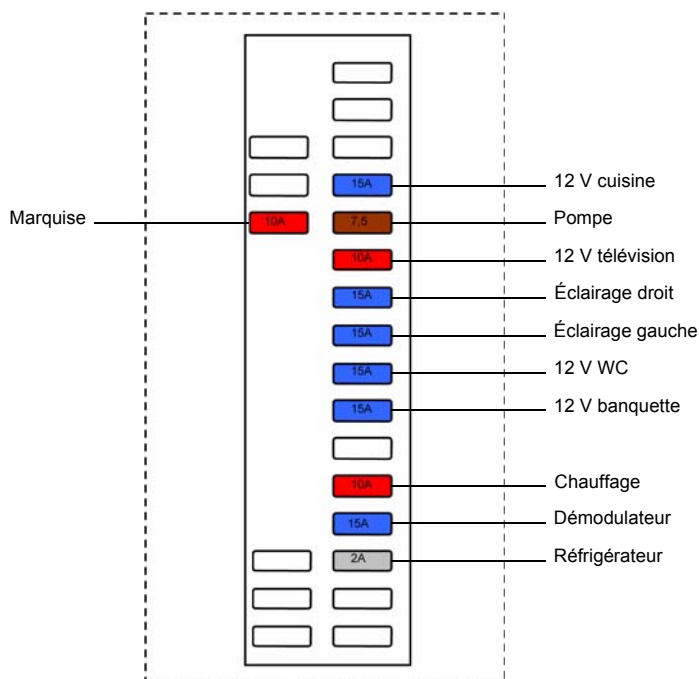 15A 12 V cuisine
Marquise 10A 7,5 Pompe
10A 12 V télévision
15A Éclairage droit
15A Éclairage gauche
15A 12 V WC
15A 12 V banquette
10A Chauffage
15A Démodulateur
2A Réfrigérateur